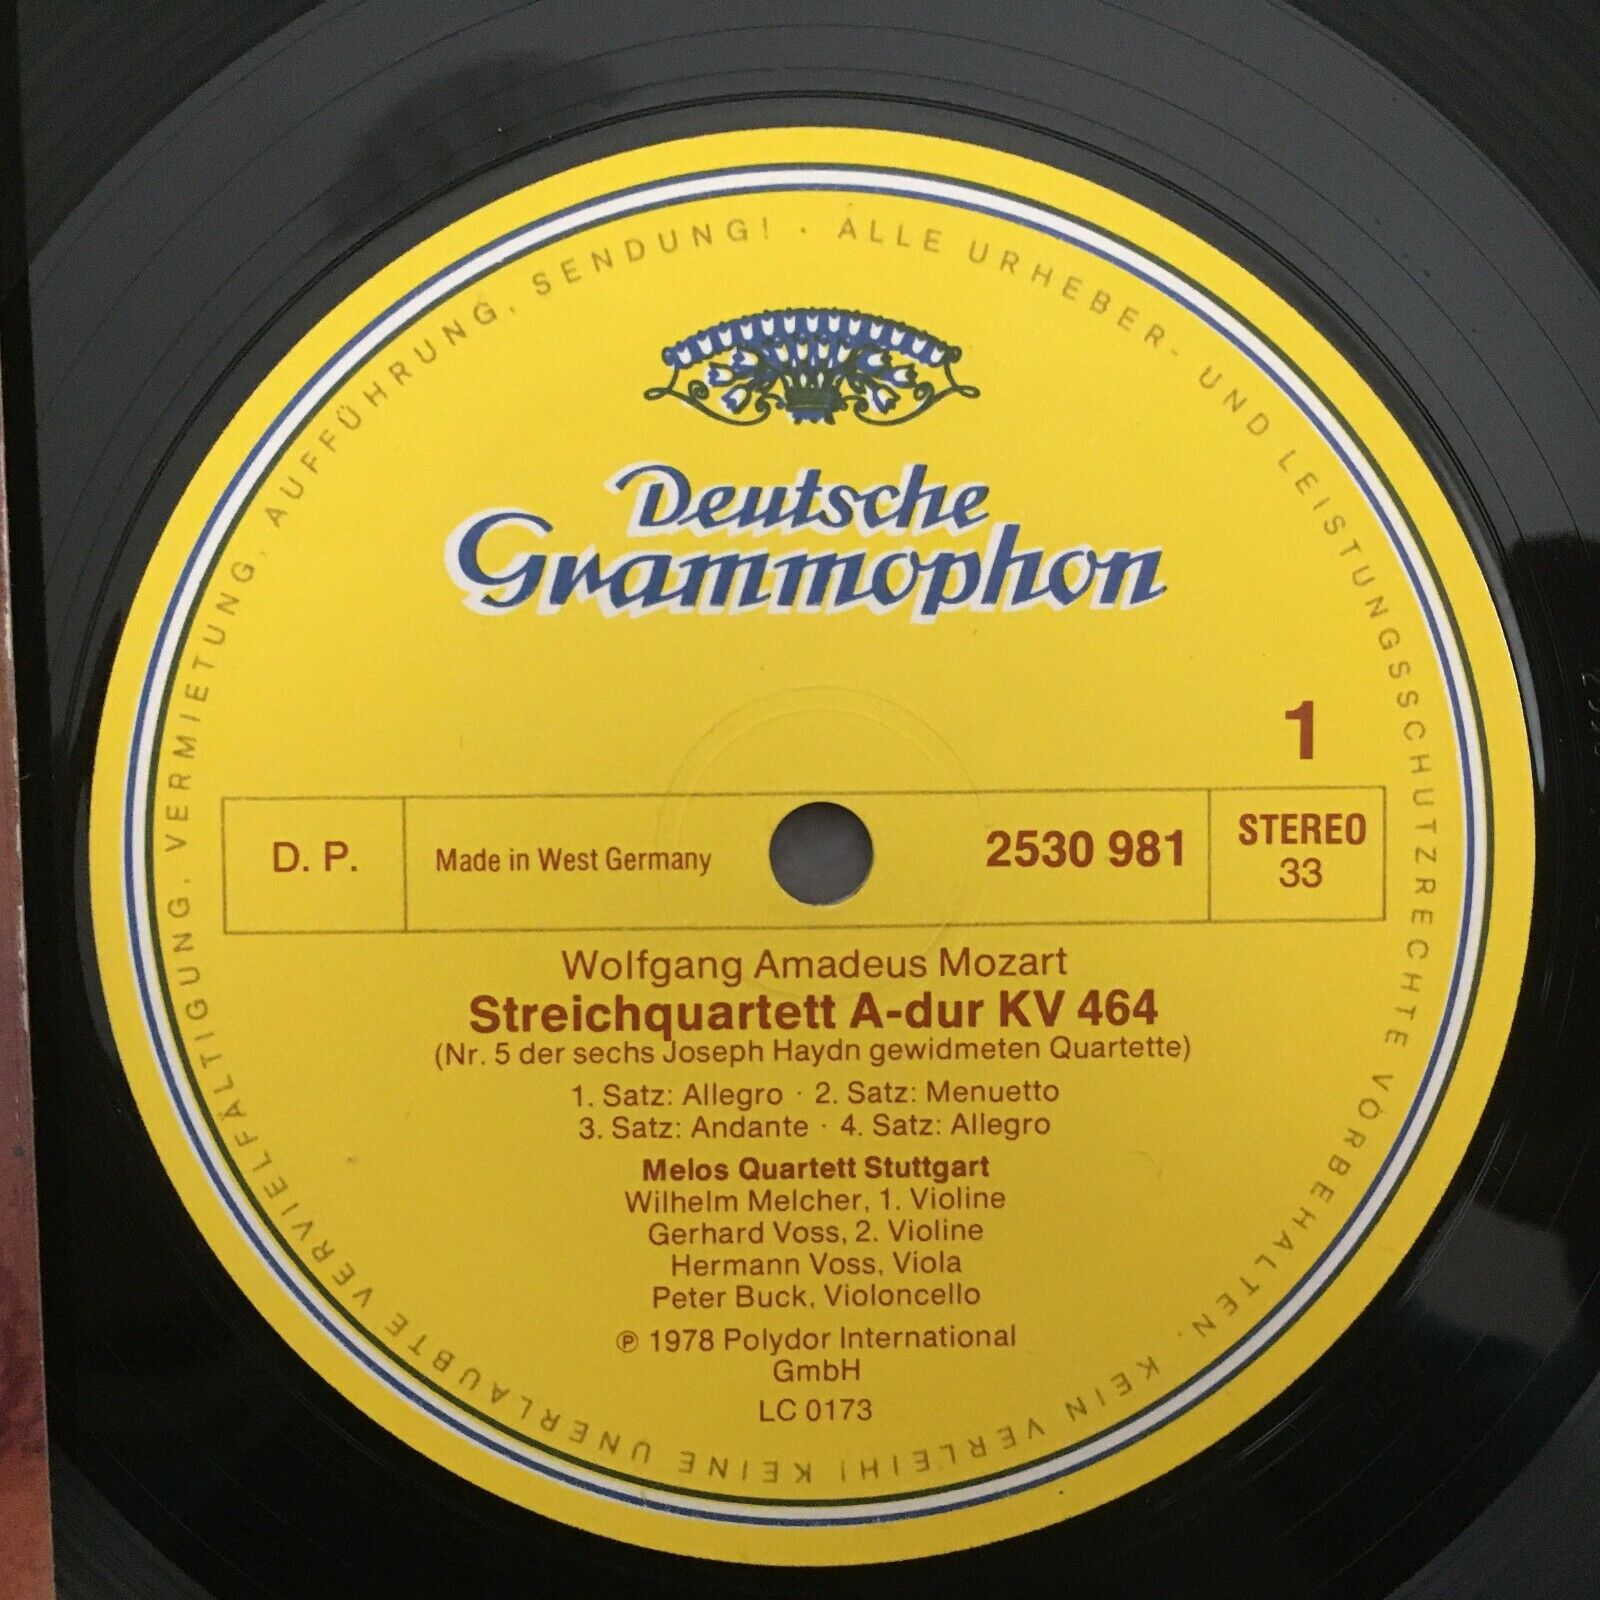 ALLE URHEBER- UND LEISTUNGSSCHUTZRECHTE VORBEHALTEN. KEIN VERLEIH! KEINE UNERLAUBTE VERVIELFÄLTIGUNG, VERMIETUNG, AUFFÜHRUNG, SENDUNG! ·
Deutsche
Grammophon
1
D. P.
Made in West Germany
2530 981
STEREO
33
Wolfgang Amadeus Mozart
Streichquartett A-dur KV 464
(Nr. 5 der sechs Joseph Haydn gewidmeten Quartette)
1. Satz: Allegro · 2. Satz: Menuetto
3. Satz: Andante · 4. Satz: Allegro
Melos Quartett Stuttgart
Wilhelm Melcher, 1. Violine
Gerhard Voss, 2. Violine
Hermann Voss, Viola
Peter Buck, Violoncello
℗ 1978 Polydor International
GmbH
LC 0173